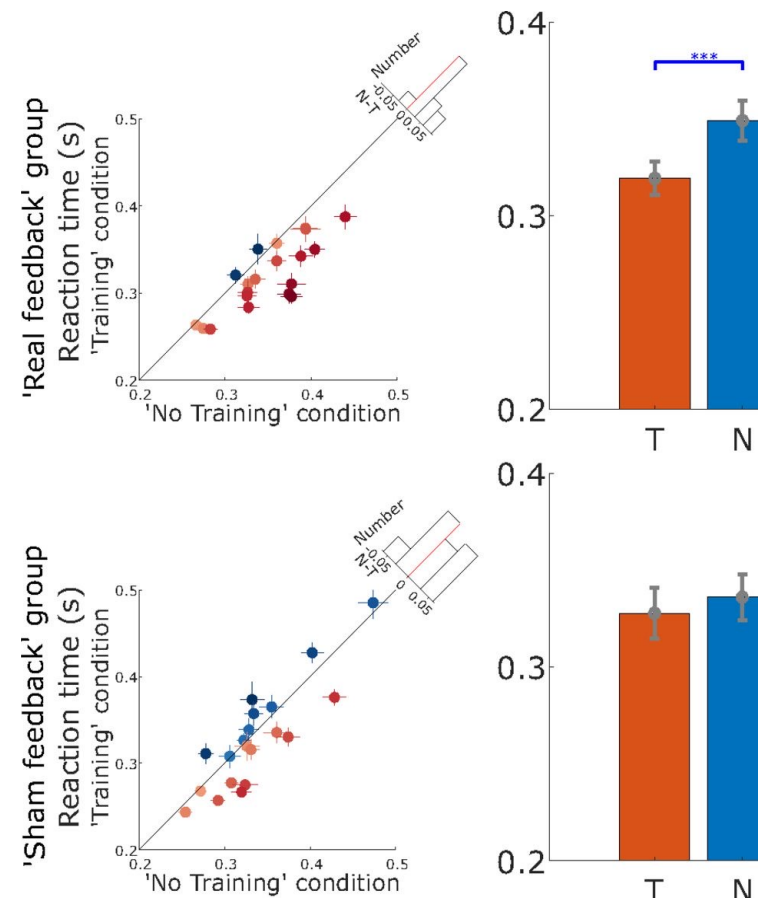 'Real feedback' group
Reaction time (s)
'Training' condition
0.5
0.4
0.3
0.2
0.2
0.3
0.4
0.5
'No Training' condition
Number
N-T
-0.05
0
0.05
0.4
0.3
0.2
***
T
N
'Sham feedback' group
Reaction time (s)
'Training' condition
0.5
0.4
0.3
0.2
0.2
0.3
0.4
0.5
'No Training' condition
Number
N-T
-0.05
0
0.05
0.4
0.3
0.2
T
N